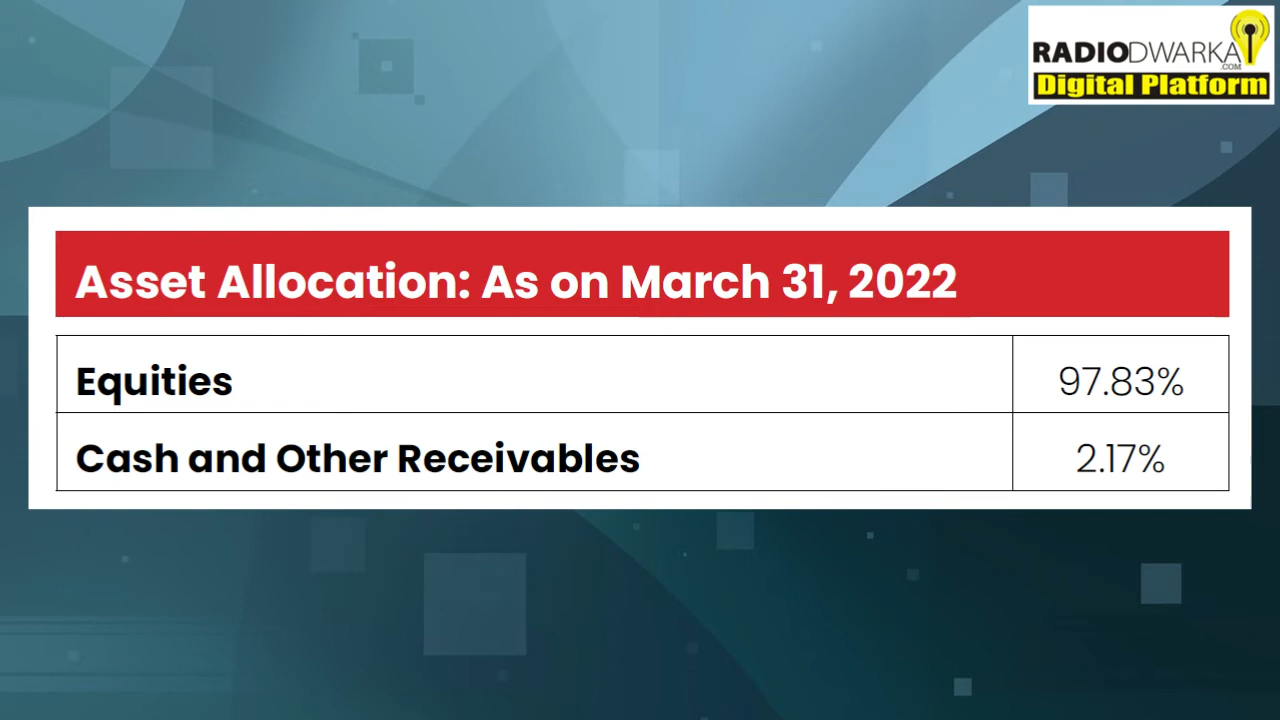 RADIODWARKA
.COM
Digital Platform
Asset Allocation: As on March 31, 2022
Equities 97.83%
Cash and Other Receivables 2.17%